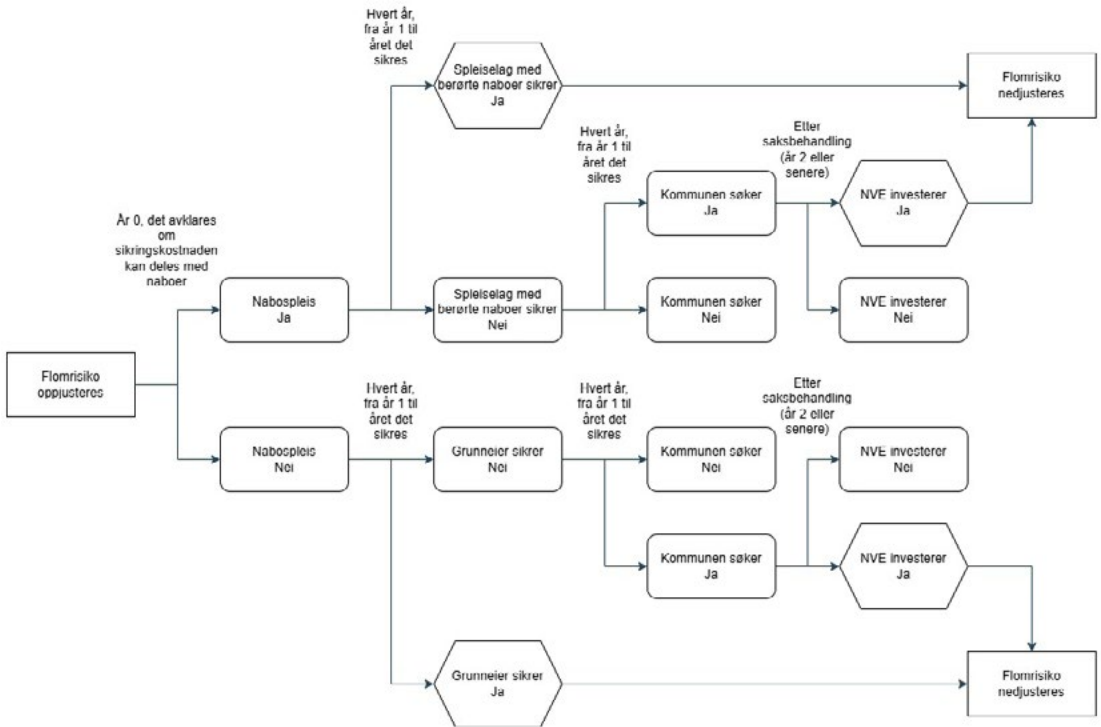 Hvert år,
fra år 1 til
året det
sikres
Spleiselag med
berørte naboer sikrer
Ja
Flomrisiko
nedjusteres
Hvert år,
fra år 1 til
året det
sikres
Etter
saksbehandling
(år 2 eller
senere)
Kommunen søker
Ja
NVE investerer
Ja
År 0, det avklares
om
sikringskostnaden
kan deles med
naboer
Nabospleis
Ja
Spleiselag med
berørte naboer sikrer
Nei
Kommunen søker
Nei
NVE investerer
Nei
Flomrisiko
oppjusteres
Hvert år,
fra år 1 til
året det
sikres
Hvert år,
fra år 1 til
året det
sikres
Etter
saksbehandling
(år 2 eller
senere)
Nabospleis
Nei
Grunneier sikrer
Nei
Kommunen søker
Nei
NVE investerer
Nei
Kommunen søker
Ja
NVE investerer
Ja
Grunneier sikrer
Ja
Flomrisiko
nedjusteres